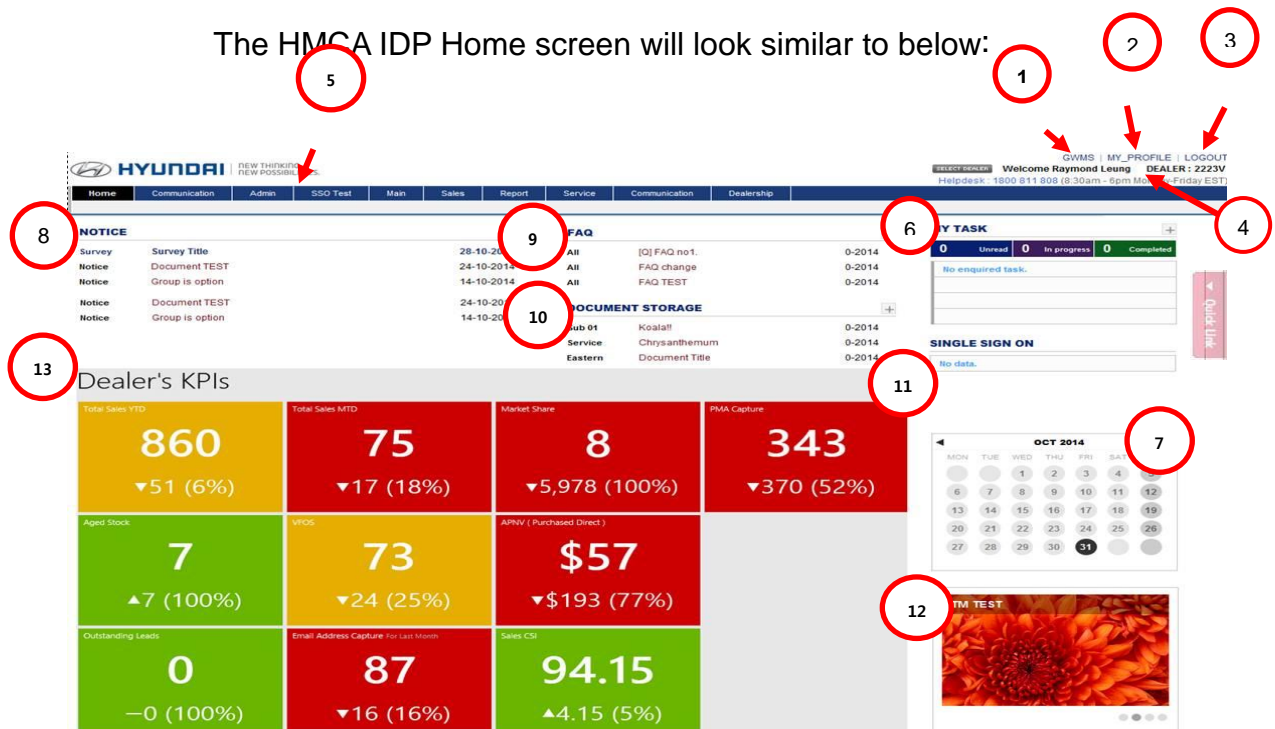 The HMCA IDP Home screen will look similar to below:
1
2
3
5
HYUNDAI
GWMS | MY_PROFILE | LOGOUT
SELECT DEALER Welcome Raymond Leung DEALER : 2223V
Helpdesk : 1800 811 808 (8:30am - 6pm Monday-Friday EST)
Home Communication Admin SSO Test Main Sales Report Service Communication Dealership
4
8
NOTICE
Survey Survey Title
Notice Document TEST 24-10-2014
Notice Group is option 14-10-2014
Notice Document TEST
Notice Group is option
9
FAQ
All [Q] FAQ no1. 0-2014
All FAQ change 0-2014
All FAQ TEST 0-2014
10
DOCUMENT STORAGE
Koala!! 0-2014
Service Chrysanthemum 0-2014
Eastern Document Title 0-2014
6
MY TASK
0 Unread 0 In progress 0 Completed
No enquired task.
Quick Link
11
SINGLE SIGN ON
No data.
13
Dealer's KPIs
Total Sales YTD
860
▼51 (6%)
Total Sales MTD
75
▼17 (18%)
Market Share
8
▼5,978 (100%)
PMA Capture
343
▼370 (52%)
Aged Stock
7
▲7 (100%)
VFOS
73
▼24 (25%)
APNV ( Purchased Direct )
$57
▼$193 (77%)
Outstanding Leads
0
−0 (100%)
Email Address Capture For Last Month
87
▼16 (16%)
Sales CSI
94.15
▲4.15 (5%)
7
◀ OCT 2014
MON TUE WED THU FRI SAT
1 2 3 4
6 7 8 9 10 11 12
13 14 15 16 17 18 19
20 21 22 23 24 25 26
27 28 29 30 31
12
TEST